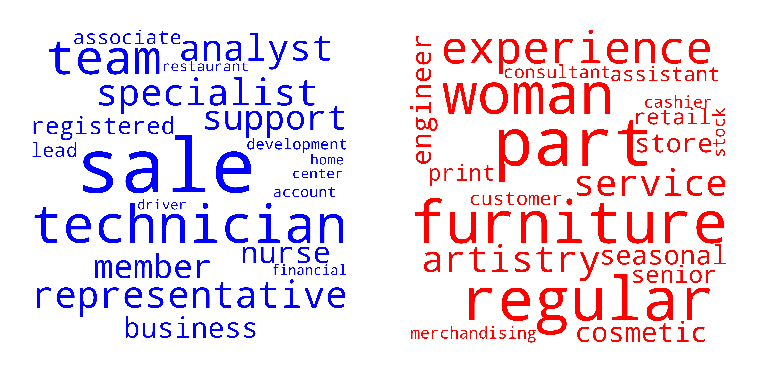 associate
team analyst
restaurant
specialist
registered support
lead development
sale home
center
account
driver
technician
nurse
member financial
representative
business
engineer experience
consultant assistant
woman cashier
retail stock
part store
print service
customer
furniture
artistry seasonal
senior
regular
merchandising cosmetic